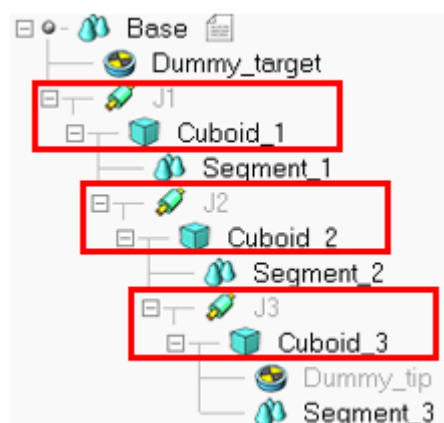 Base
Dummy_target
J1
Cuboid_1
Segment_1
J2
Cuboid_2
Segment_2
J3
Cuboid_3
Dummy_tip
Segment_3